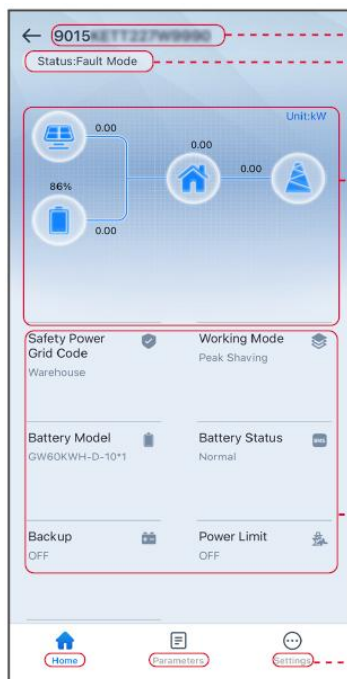 9015
Status:Fault Mode
Unit:kW
0.00
0.00
86%
0.00
0.00
Safety Power
Grid Code
Warehouse
Working Mode
Peak Shaving
Battery Model
GW60KWH-D-10*1
Battery Status
Normal
BMS
Backup
OFF
Power Limit
OFF
Home
Parameters
Settings